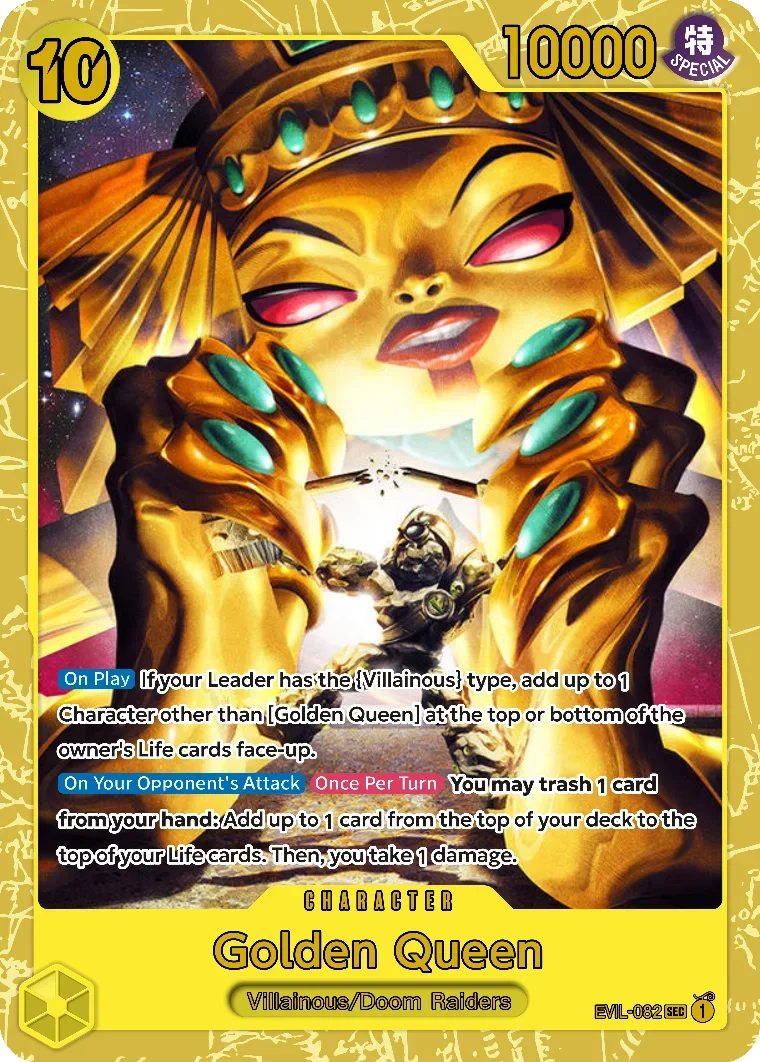 10
10000
特
SPECIAL
On Play If your Leader has the {Villainous} type, add up to 1
Character other than [Golden Queen] at the top or bottom of the
owner's Life cards face-up.
On Your Opponent's Attack Once Per Turn You may trash 1 card
from your hand: Add up to 1 card from the top of your deck to the
top of your Life cards. Then, you take 1 damage.
CHARACTER
Golden Queen
Villainous/Doom Raiders
EVIL-082 SEC 1